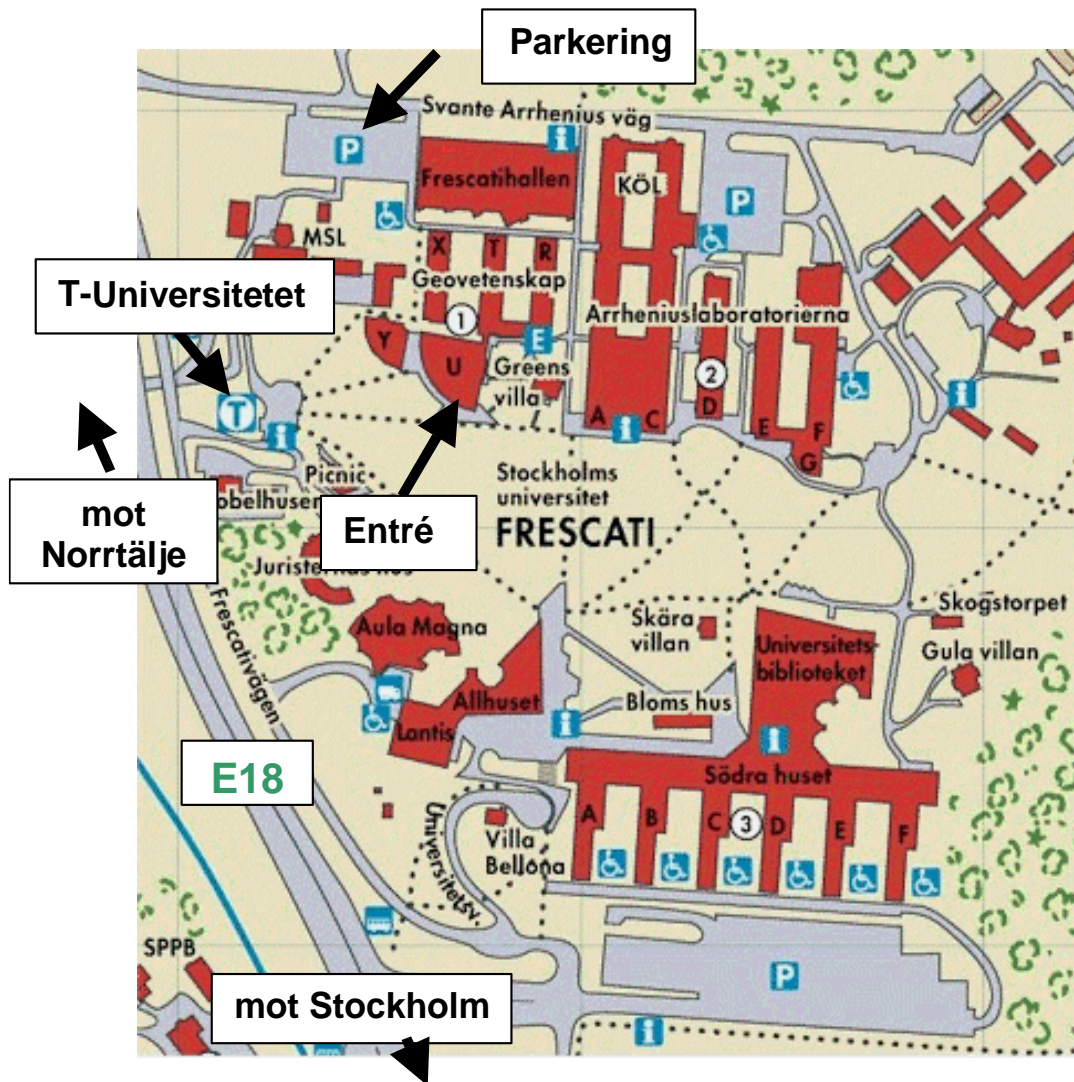 Parkering
Svante Arrhenius väg
P
i
Frescatihallen
KÖL
P
MSL
X
T
R
Geovetenskap
T-Universitetet
Arrheniuslaboratorierna
1
Y
U
E
Greens
villa
2
T
i
A
C
i
D
E
F
G
i
Picnic
obelhuset
mot
Norrtälje
Entré
Stockholms
universitet
FRESCATI
Juristernas hus
Frescativägen
Aula Magna
Skära
villan
Universitets-
biblioteket
Skogstorpet
Gula villan
Allhuset
Lantis
Bloms hus
i
i
E18
Södra huset
A
B
C
3
D
E
F
Villa
Bellona
Universitetsv.
SPPB
P
mot Stockholm
i